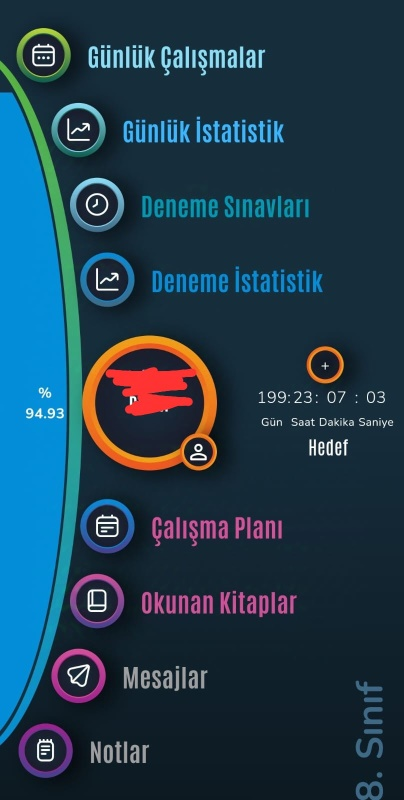 Günlük Çalışmalar
Günlük İstatistik
Deneme Sınavları
Deneme İstatistik
%
94.93
+
199:23: 07 : 03
Gün Saat Dakika Saniye
Hedef
Çalışma Planı
Okunan Kitaplar
Mesajlar
Notlar
8. Sınıf